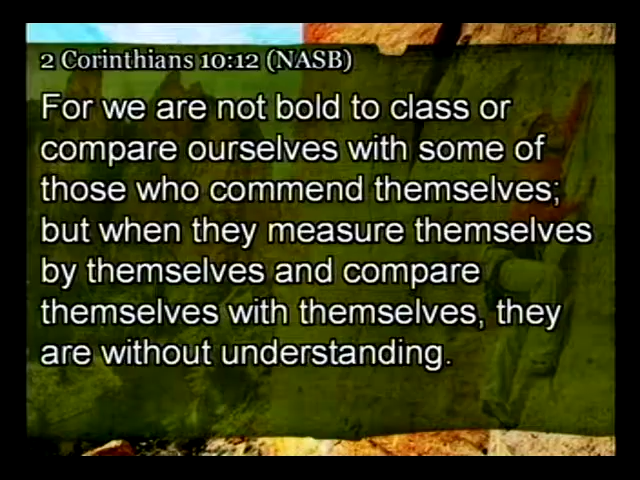 2 Corinthians 10:12 (NASB)
For we are not bold to class or
compare ourselves with some of
those who commend themselves;
but when they measure themselves
by themselves and compare
themselves with themselves, they
are without understanding.